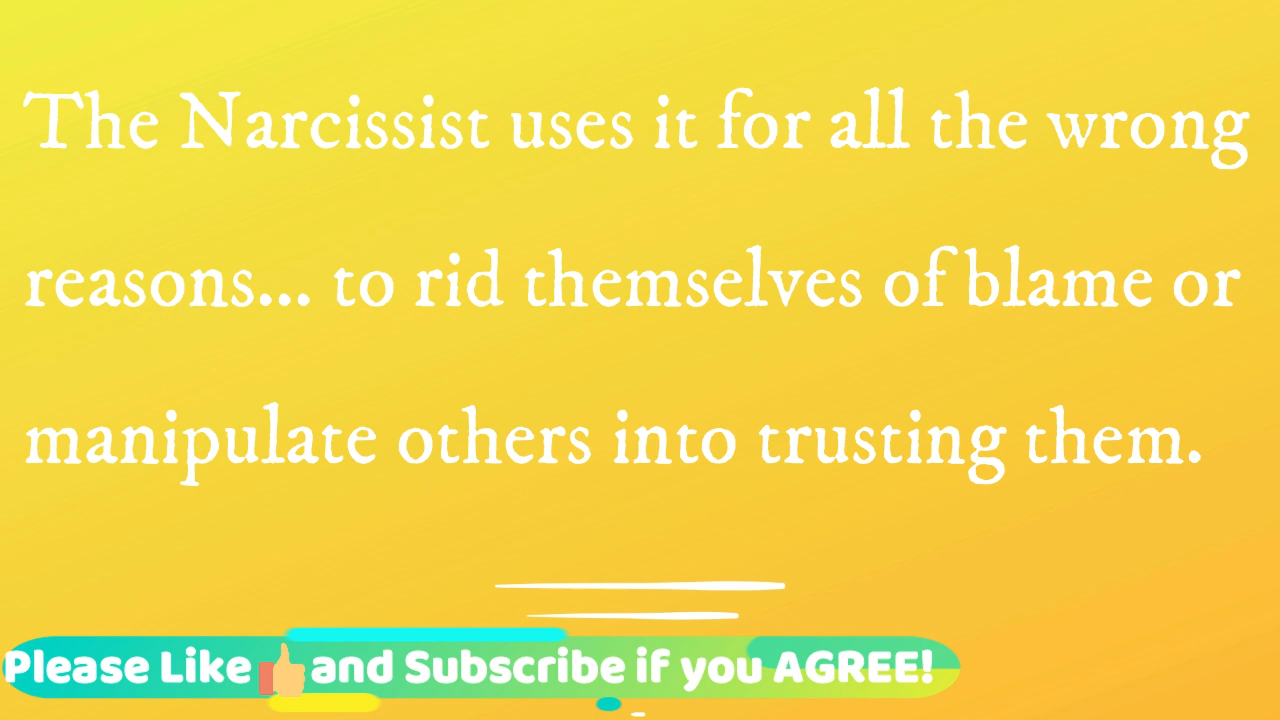 The Narcissist uses it for all the wrong
reasons... to rid themselves of blame or
manipulate others into trusting them.
Please Like 👍 and Subscribe if you AGREE!